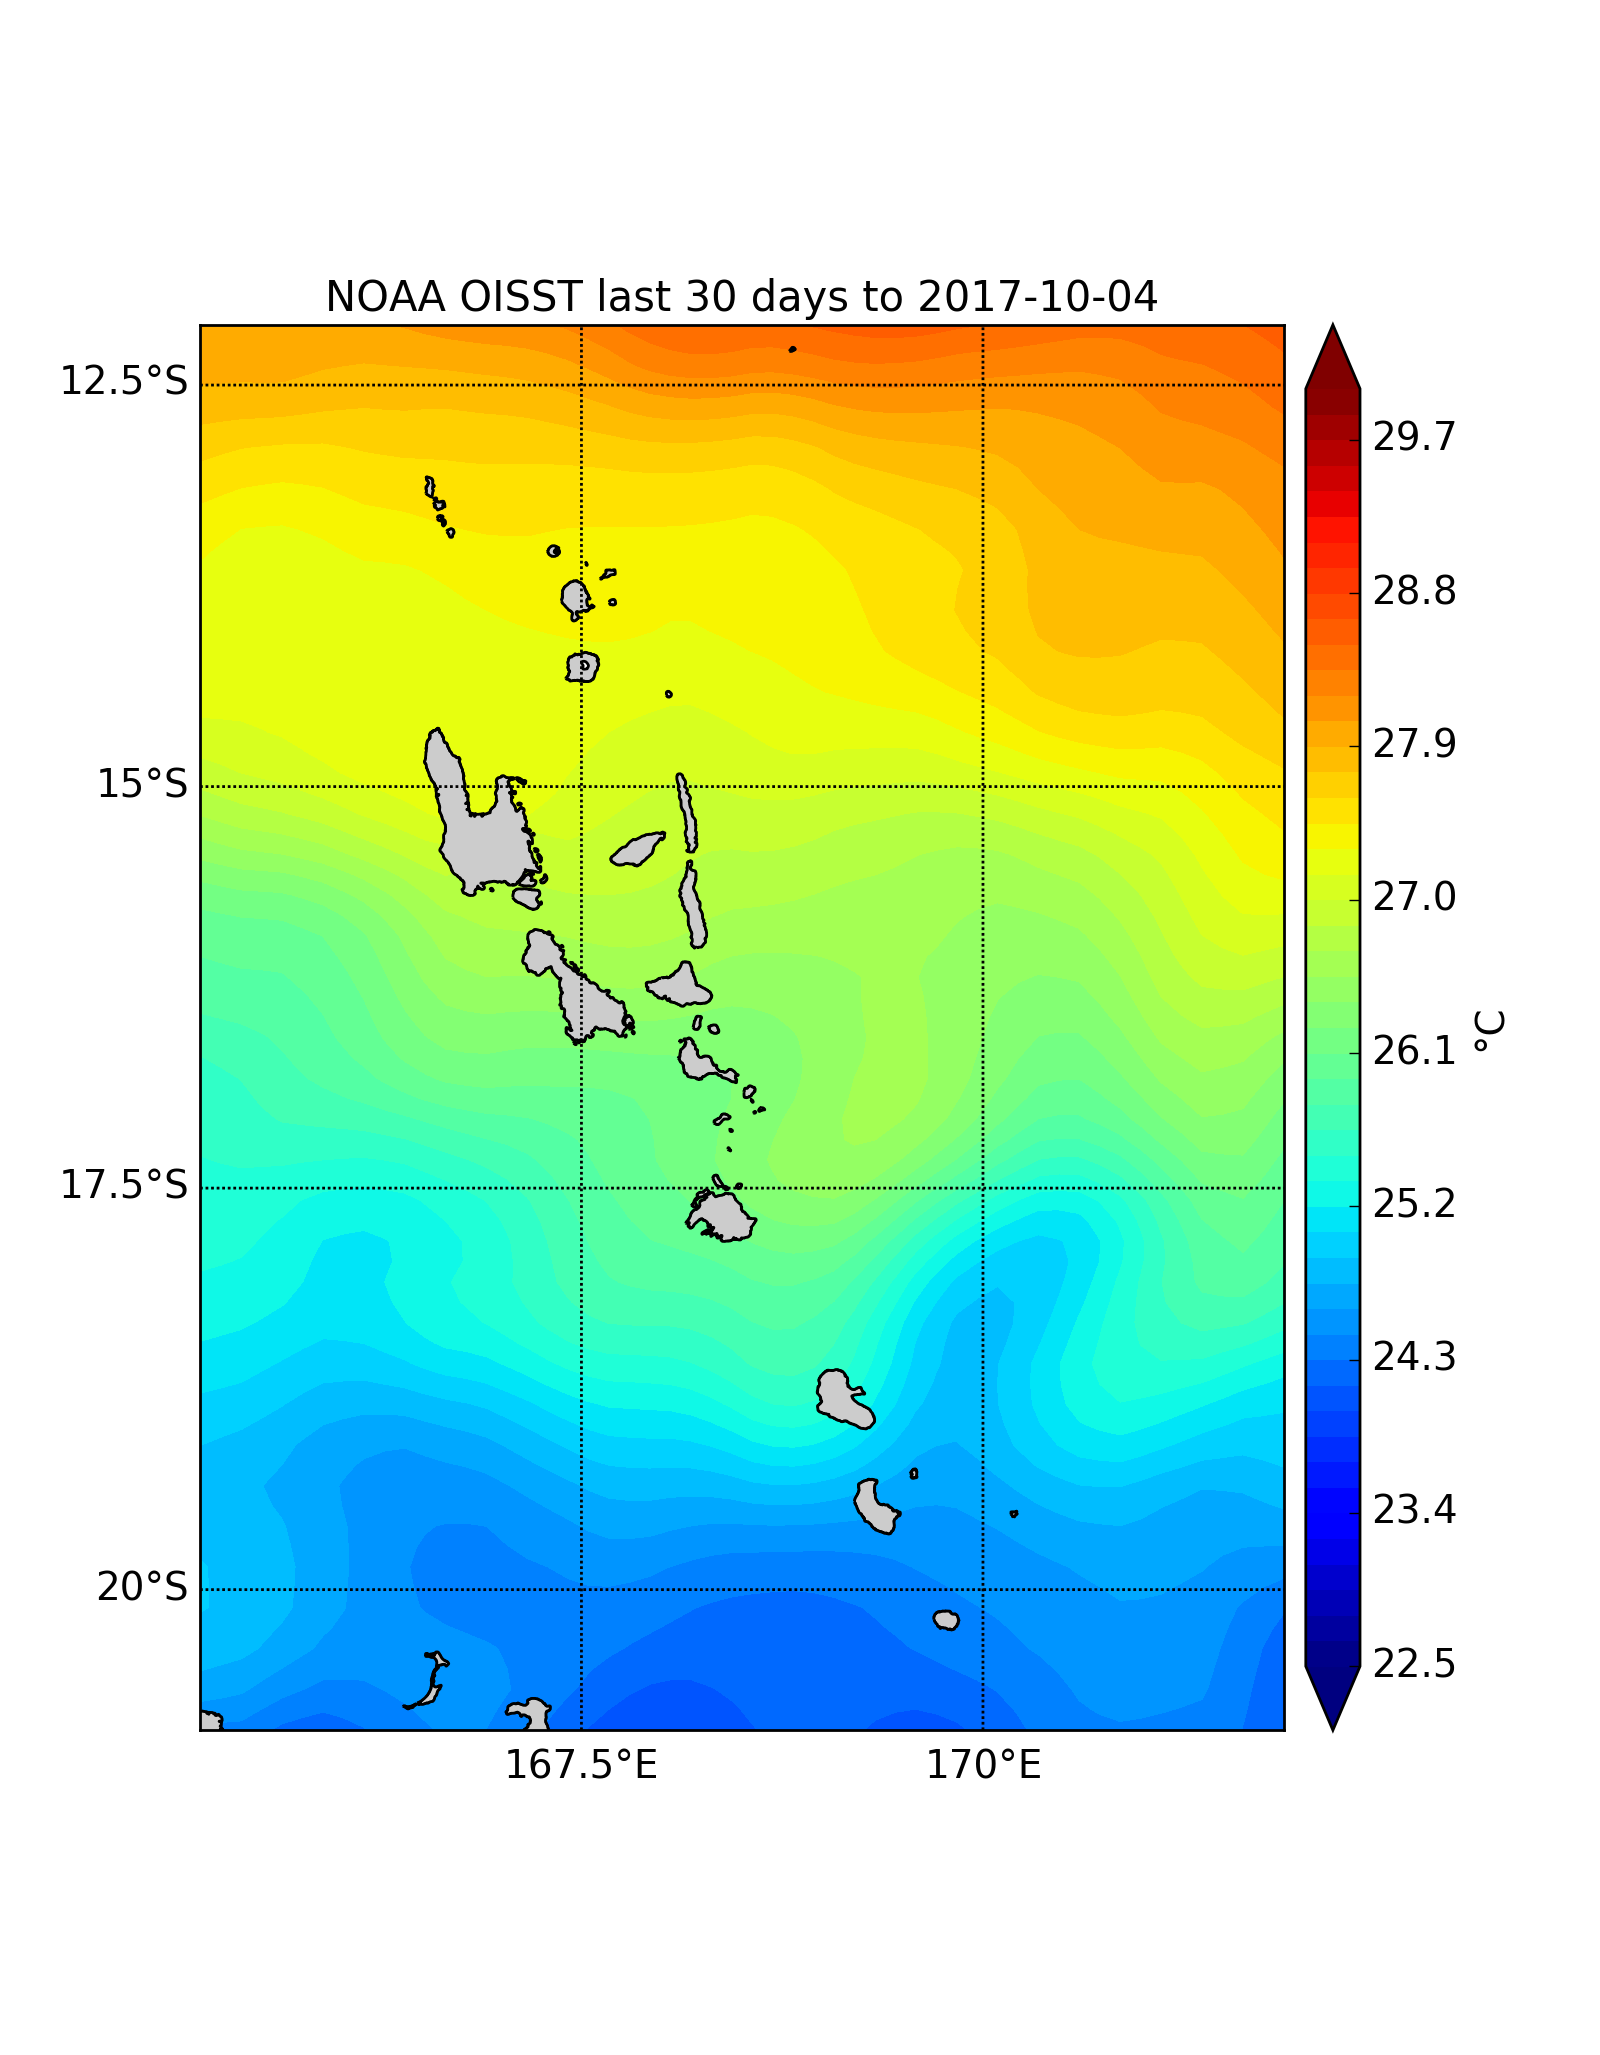 NOAA OISST last 30 days to 2017-10-04
12.5°S
15°S
17.5°S
20°S
167.5°E
170°E
29.7
28.8
27.9
27.0
26.1
25.2
24.3
23.4
22.5
°C